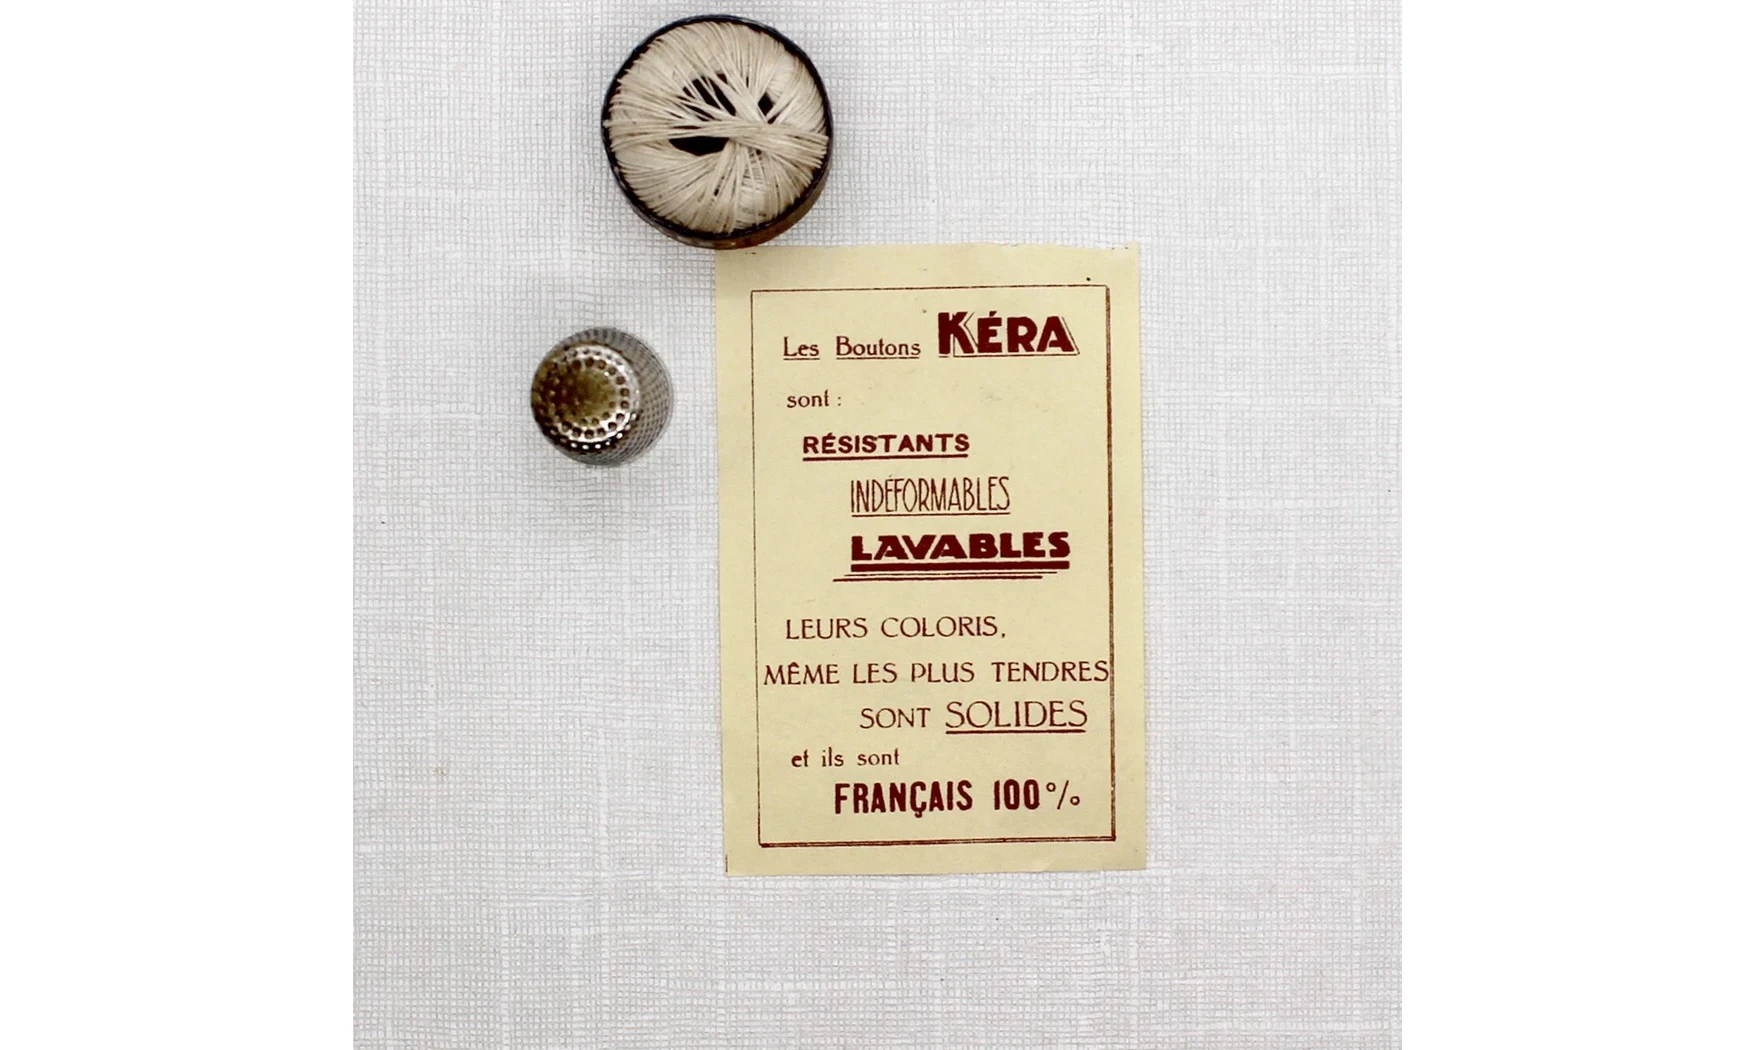 Les Boutons KÉRA
sont :
RÉSISTANTS
INDÉFORMABLES
LAVABLES
LEURS COLORIS,
MÊME LES PLUS TENDRES
SONT SOLIDES
et ils sont
FRANÇAIS 100%